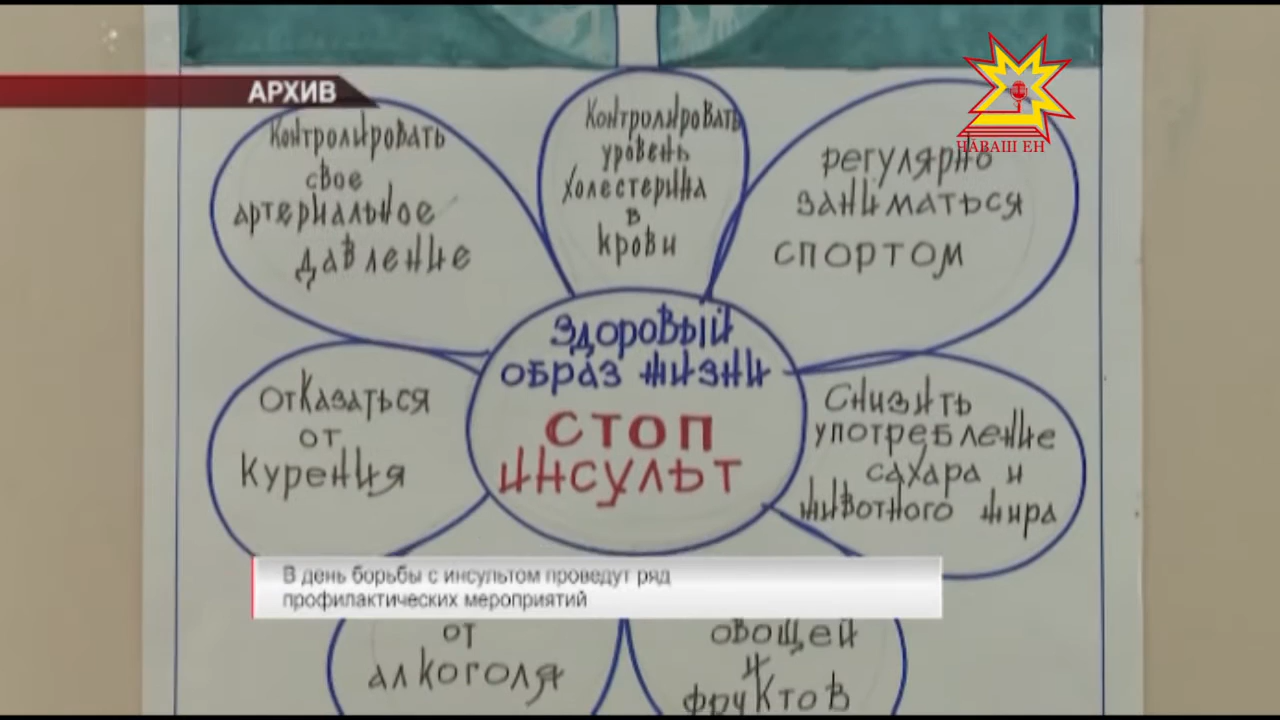 АРХИВ
ЧӐВАШ ЕН
Контролировать
свое
артериальное
давление
Контролировать
уровень
холестерина
в
крови
регулярно
заниматься
спортом
Здоровый
образ жизни
стоп
инсульт
отказаться
от
курения
Снизить
употребление
сахара и
животного жира
В день борьбы с инсультом проведут ряд
профилактических мероприятий
от
алкоголя
овощей
и
фруктов